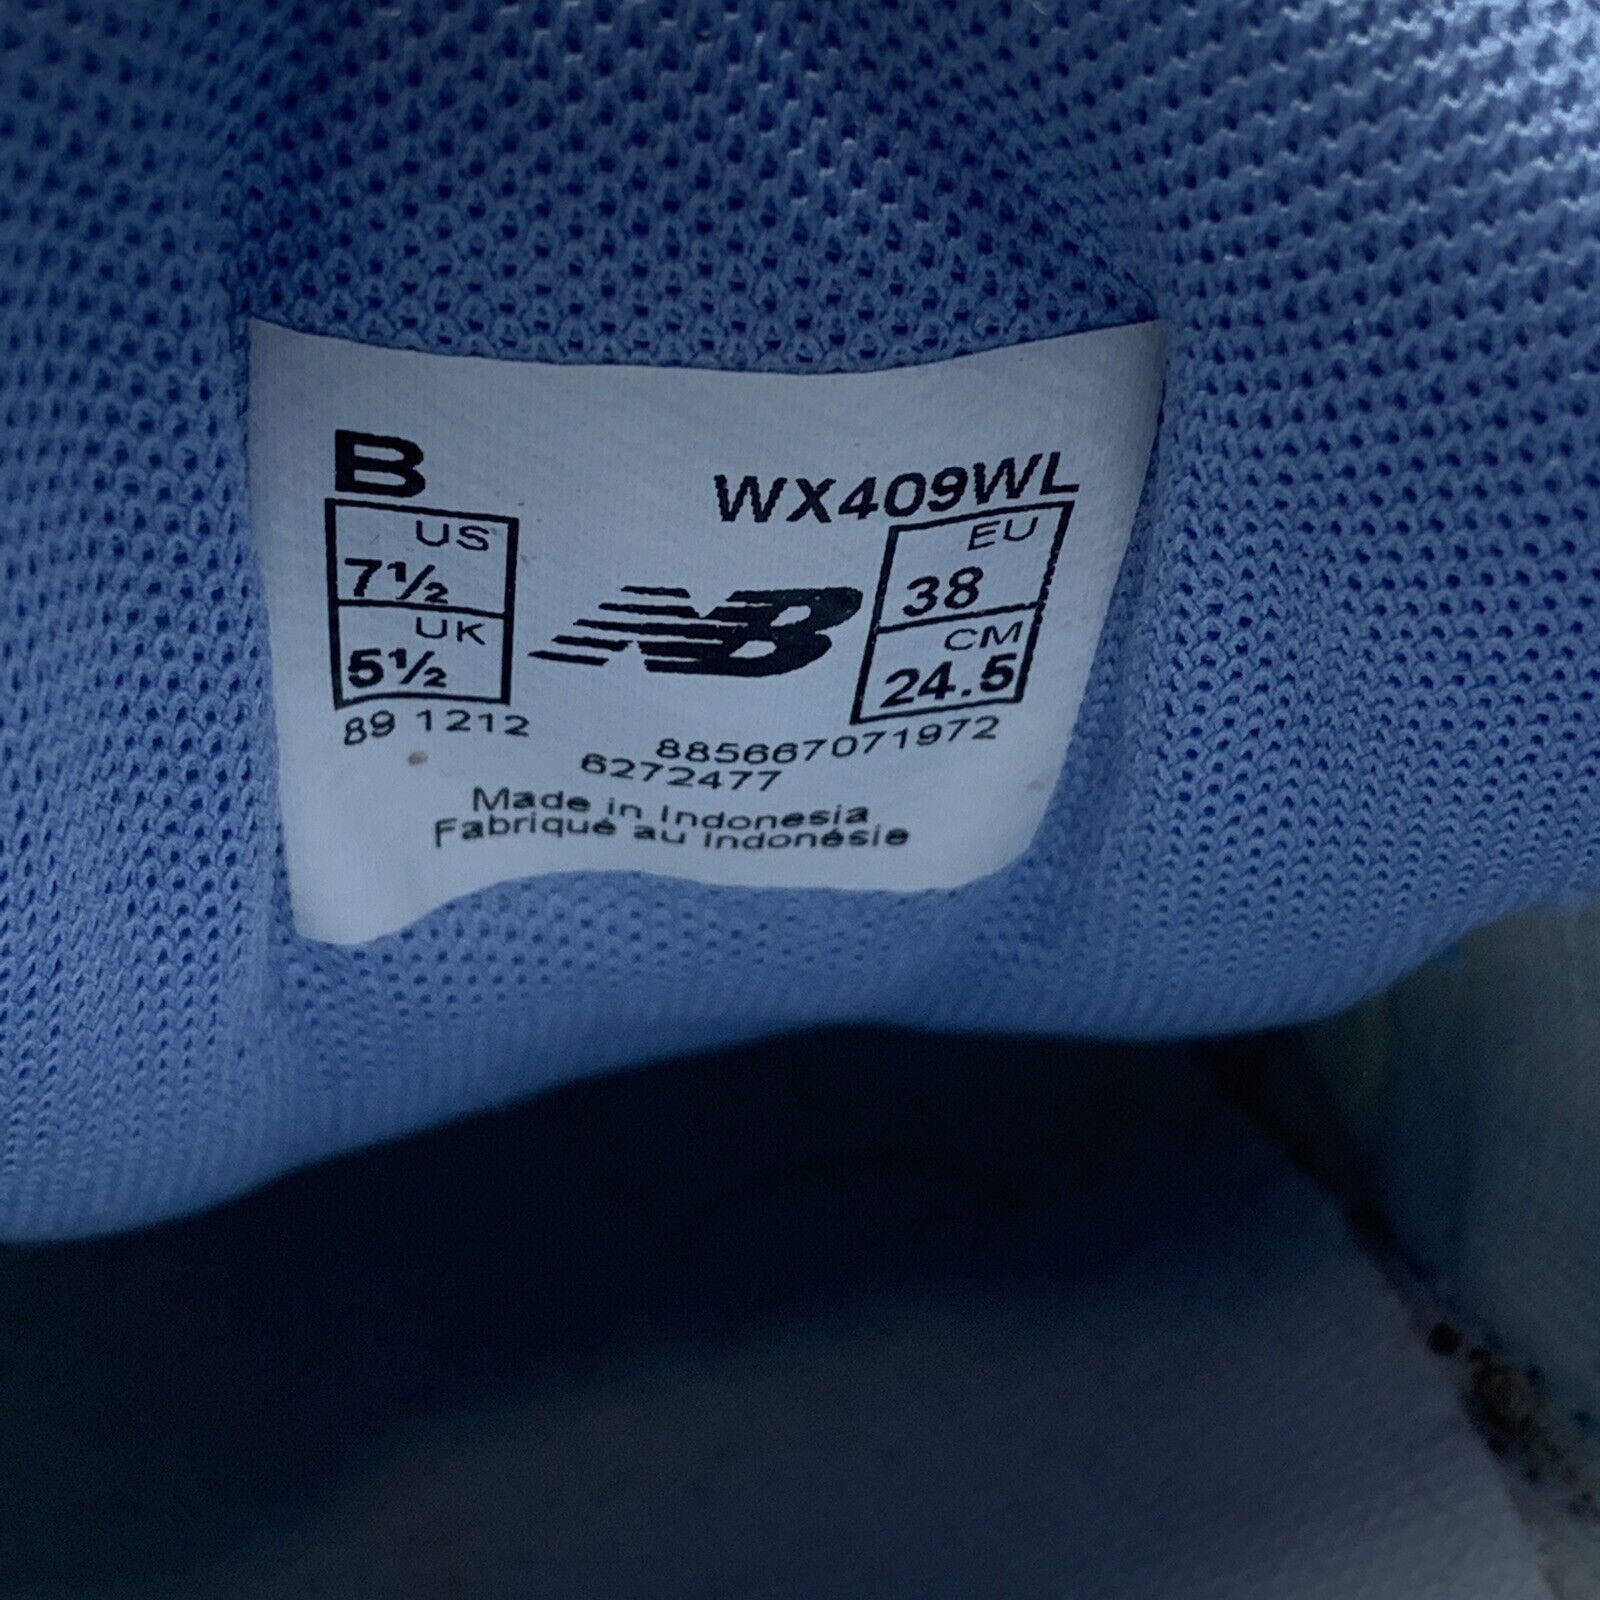 B
WX409WL
US
7½
UK
5½
NB
EU
38
CM
24.5
89 1212
885667071972
6272477
Made in Indonesia
Fabriqué au Indonésie